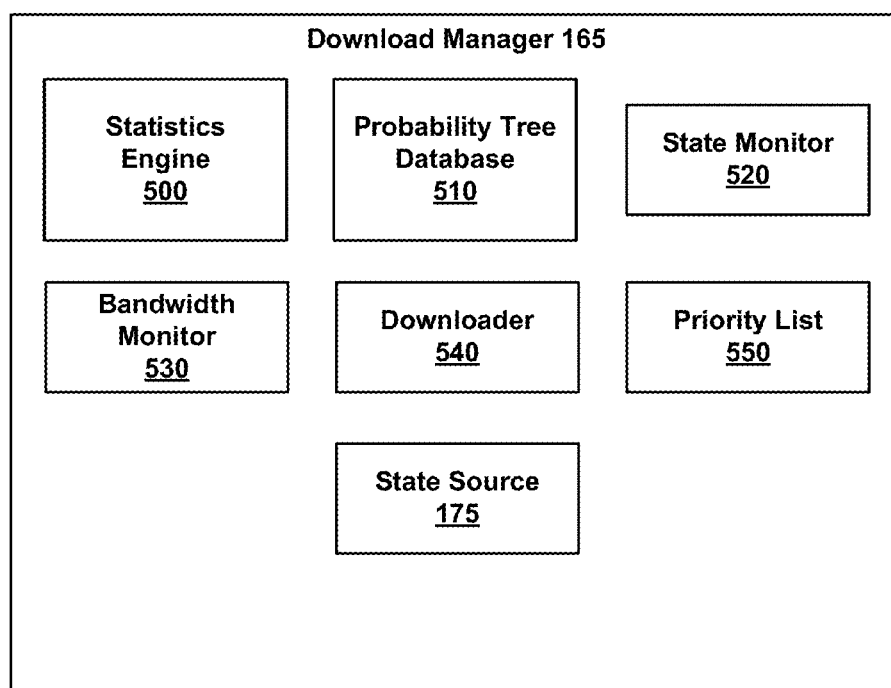 Download Manager 165
Statistics
Engine
500
Probability Tree
Database
510
State Monitor
520
Bandwidth
Monitor
530
Downloader
540
Priority List
550
State Source
175